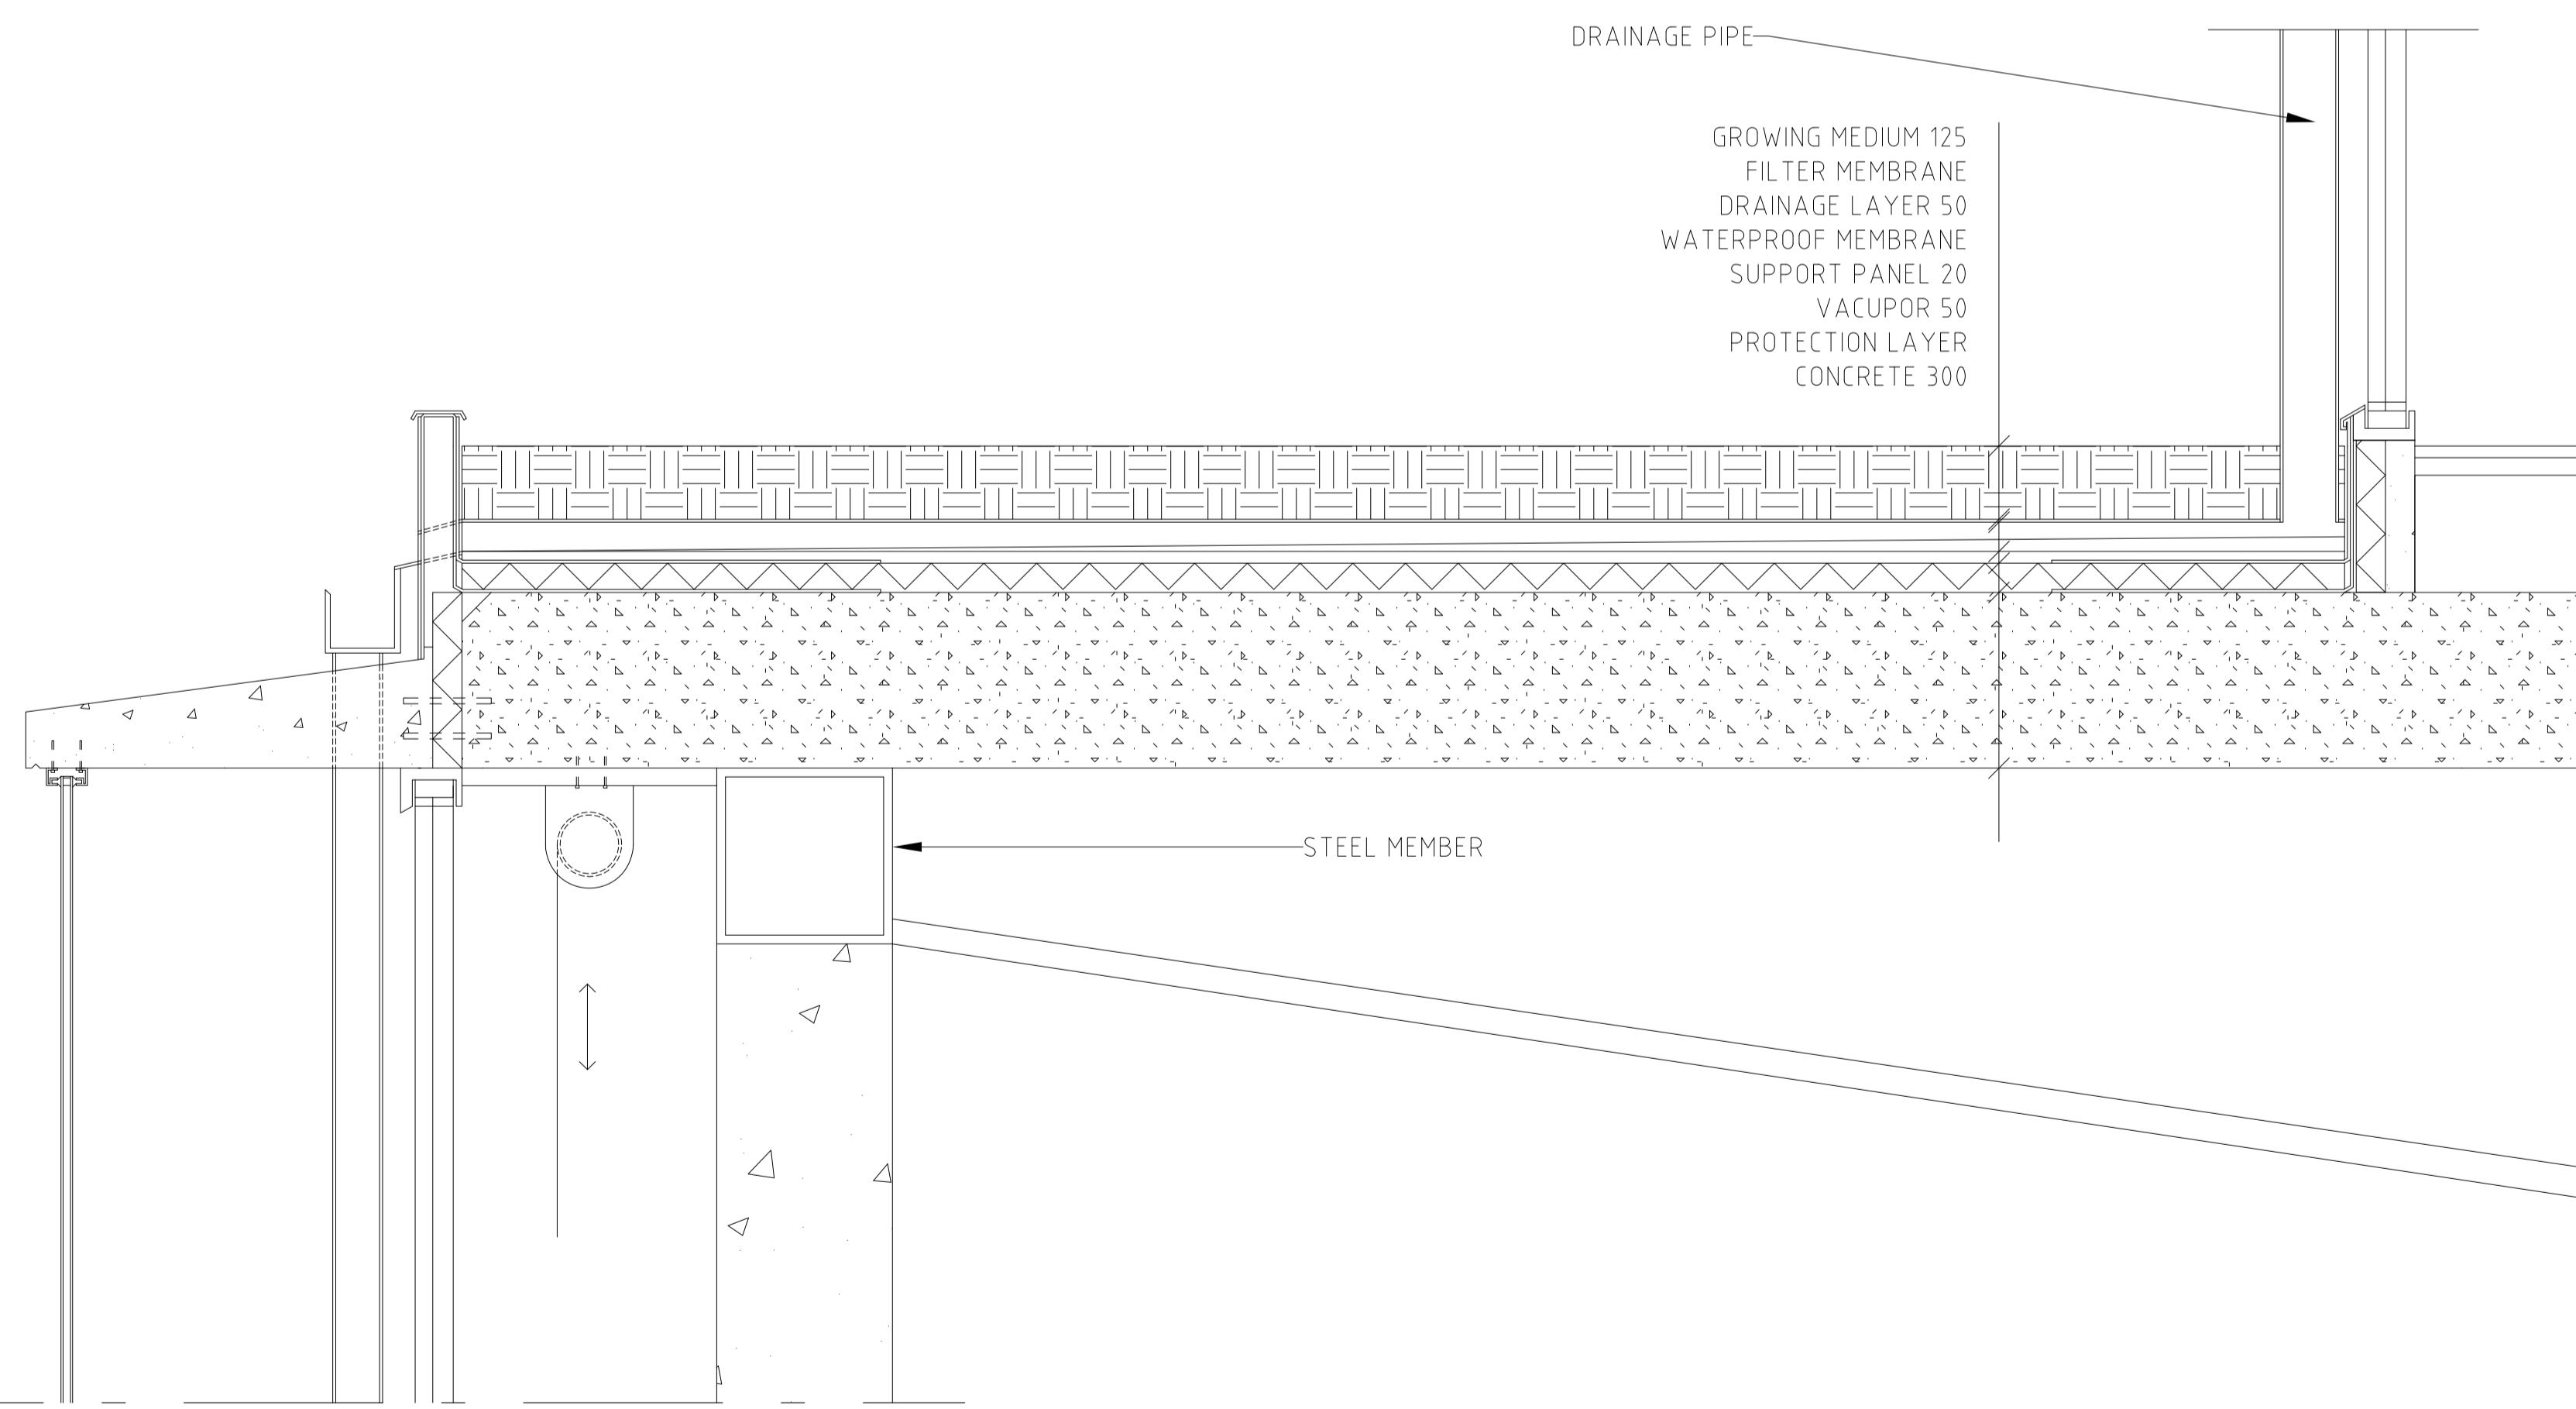 DRAINAGE PIPE
GROWING MEDIUM 125
FILTER MEMBRANE
DRAINAGE LAYER 50
WATERPROOF MEMBRANE
SUPPORT PANEL 20
VACUPOR 50
PROTECTION LAYER
CONCRETE 300
STEEL MEMBER